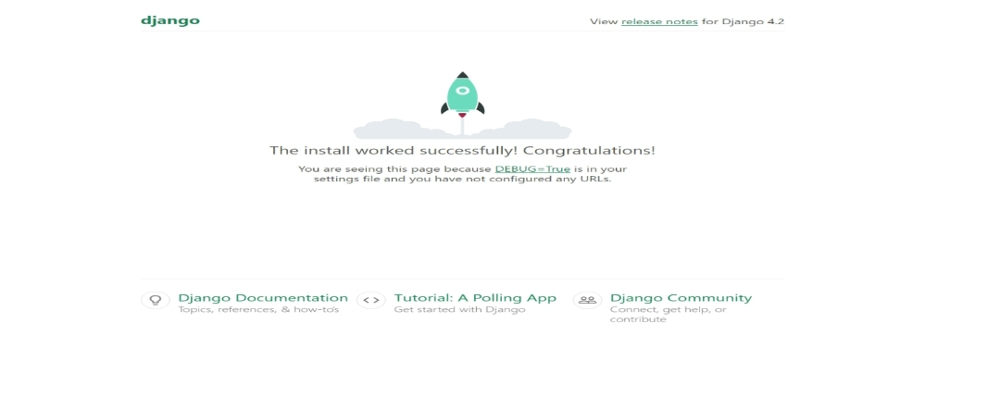 django
View release notes for Django 4.2
The install worked successfully! Congratulations!
You are seeing this page because DEBUG=True is in your
settings file and you have not configured any URLs.
Django Documentation
Topics, references, & how-to's
Tutorial: A Polling App
Get started with Django
Django Community
Connect, get help, or
contribute